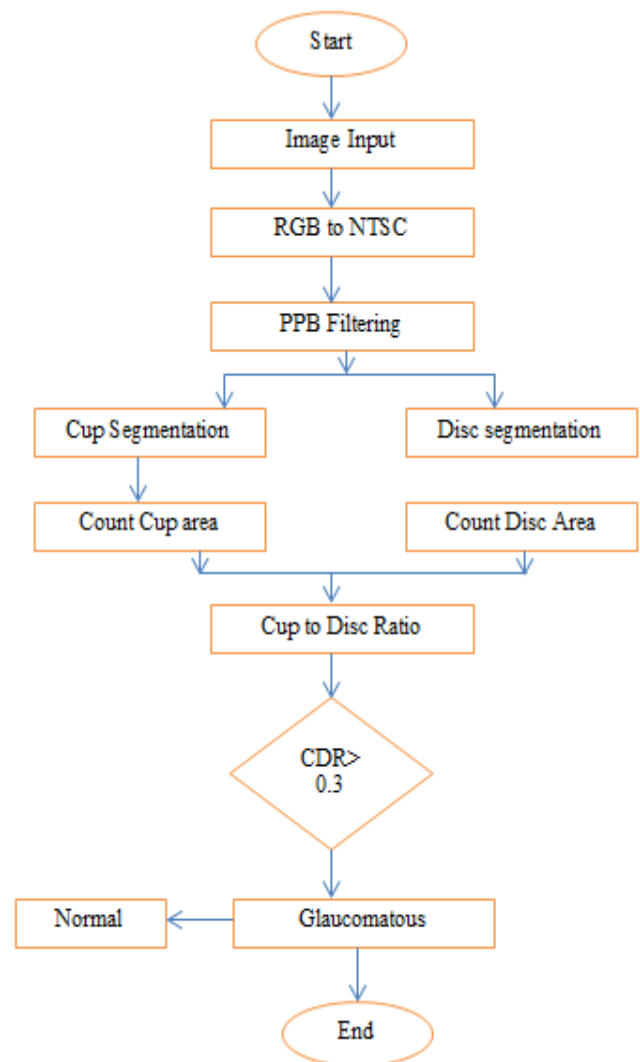 Start
Image Input
RGB to NTSC
PPB Filtering
Cup Segmentation
Disc segmentation
Count Cup area
Count Disc Area
Cup to Disc Ratio
CDR>
0.3
Normal
Glaucomatous
End